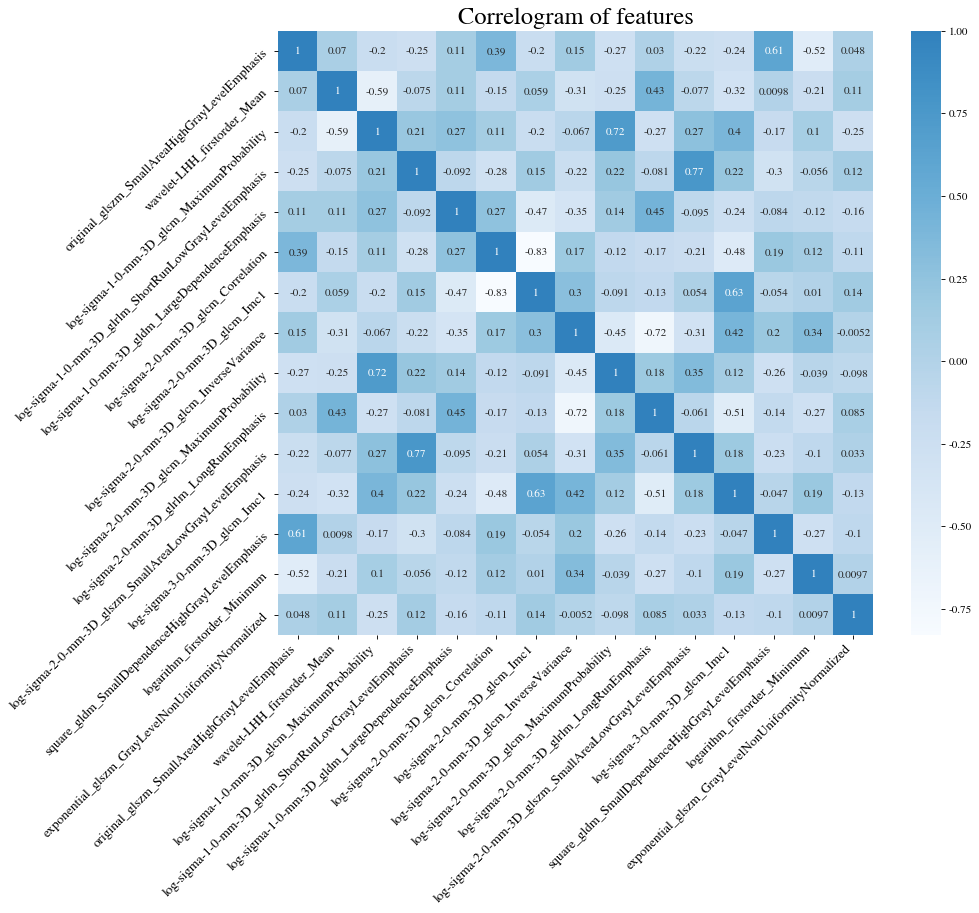 Correlogram of features
original_glszm_SmallAreaHighGrayLevelEmphasis 1 0.07 -0.2 -0.25 0.11 0.39 -0.2 0.15 -0.27 0.03 -0.22 -0.24 0.61 -0.52 0.048
wavelet-LHH_firstorder_Mean 0.07 1 -0.59 -0.075 0.11 -0.15 0.059 -0.31 -0.25 0.43 -0.077 -0.32 0.0098 -0.21 0.11
log-sigma-1-0-mm-3D_glcm_MaximumProbability -0.2 -0.59 1 0.21 0.27 0.11 -0.2 -0.067 0.72 -0.27 0.27 0.4 -0.17 0.1 -0.25
log-sigma-1-0-mm-3D_glrlm_ShortRunLowGrayLevelEmphasis -0.25 -0.075 0.21 1 -0.092 -0.28 0.15 -0.22 0.22 -0.081 0.77 0.22 -0.3 -0.056 0.12
log-sigma-1-0-mm-3D_gldm_LargeDependenceEmphasis 0.11 0.11 0.27 -0.092 1 0.27 -0.47 -0.35 0.14 0.45 -0.095 -0.24 -0.084 -0.12 -0.16
log-sigma-2-0-mm-3D_glcm_Correlation 0.39 -0.15 0.11 -0.28 0.27 1 -0.83 0.17 -0.12 -0.17 -0.21 -0.48 0.19 0.12 -0.11
log-sigma-2-0-mm-3D_glcm_Imc1 -0.2 0.059 -0.2 0.15 -0.47 -0.83 1 0.3 -0.091 -0.13 0.054 0.63 -0.054 0.01 0.14
log-sigma-2-0-mm-3D_glcm_InverseVariance 0.15 -0.31 -0.067 -0.22 -0.35 0.17 0.3 1 -0.45 -0.72 -0.31 0.42 0.2 0.34 -0.0052
log-sigma-2-0-mm-3D_glcm_MaximumProbability -0.27 -0.25 0.72 0.22 0.14 -0.12 -0.091 -0.45 1 0.18 0.35 0.12 -0.26 -0.039 -0.098
log-sigma-2-0-mm-3D_glrlm_LongRunEmphasis 0.03 0.43 -0.27 -0.081 0.45 -0.17 -0.13 -0.72 0.18 1 -0.061 -0.51 -0.14 -0.27 0.085
log-sigma-2-0-mm-3D_glszm_SmallAreaLowGrayLevelEmphasis -0.22 -0.077 0.27 0.77 -0.095 -0.21 0.054 -0.31 0.35 -0.061 1 0.18 -0.23 -0.1 0.033
log-sigma-3-0-mm-3D_glcm_Imc1 -0.24 -0.32 0.4 0.22 -0.24 -0.48 0.63 0.42 0.12 -0.51 0.18 1 -0.047 0.19 -0.13
square_gldm_SmallDependenceHighGrayLevelEmphasis 0.61 0.0098 -0.17 -0.3 -0.084 0.19 -0.054 0.2 -0.26 -0.14 -0.23 -0.047 1 -0.27 -0.1
logarithm_firstorder_Minimum -0.52 -0.21 0.1 -0.056 -0.12 0.12 0.01 0.34 -0.039 -0.27 -0.1 0.19 -0.27 1 0.0097
exponential_glszm_GrayLevelNonUniformityNormalized 0.048 0.11 -0.25 0.12 -0.16 -0.11 0.14 -0.0052 -0.098 0.085 0.033 -0.13 -0.1 0.0097 1
original_glszm_SmallAreaHighGrayLevelEmphasis
wavelet-LHH_firstorder_Mean
log-sigma-1-0-mm-3D_glcm_MaximumProbability
log-sigma-1-0-mm-3D_glrlm_ShortRunLowGrayLevelEmphasis
log-sigma-1-0-mm-3D_gldm_LargeDependenceEmphasis
log-sigma-2-0-mm-3D_glcm_Correlation
log-sigma-2-0-mm-3D_glcm_Imc1
log-sigma-2-0-mm-3D_glcm_InverseVariance
log-sigma-2-0-mm-3D_glcm_MaximumProbability
log-sigma-2-0-mm-3D_glrlm_LongRunEmphasis
log-sigma-2-0-mm-3D_glszm_SmallAreaLowGrayLevelEmphasis
log-sigma-3-0-mm-3D_glcm_Imc1
square_gldm_SmallDependenceHighGrayLevelEmphasis
logarithm_firstorder_Minimum
exponential_glszm_GrayLevelNonUniformityNormalized
1.00
0.75
0.50
0.25
0.00
-0.25
-0.50
-0.75